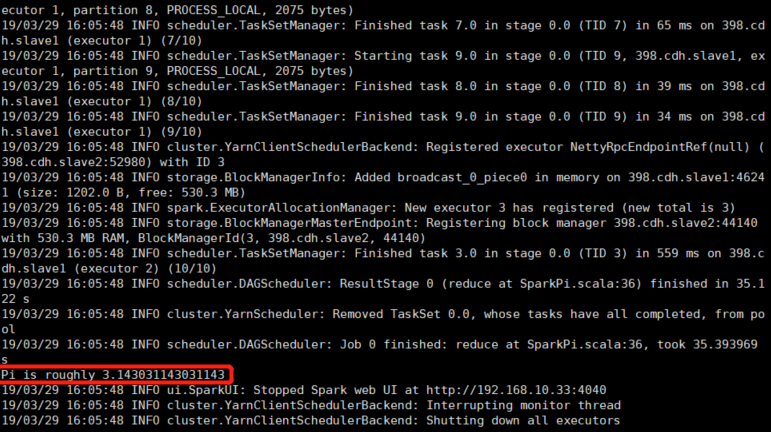 ecutor 1, partition 8, PROCESS_LOCAL, 2075 bytes)
19/03/29 16:05:48 INFO scheduler.TaskSetManager: Finished task 7.0 in stage 0.0 (TID 7) in 65 ms on 398.cd
h.slave1 (executor 1) (7/10)
19/03/29 16:05:48 INFO scheduler.TaskSetManager: Starting task 9.0 in stage 0.0 (TID 9, 398.cdh.slave1, ex
ecutor 1, partition 9, PROCESS_LOCAL, 2075 bytes)
19/03/29 16:05:48 INFO scheduler.TaskSetManager: Finished task 8.0 in stage 0.0 (TID 8) in 39 ms on 398.cd
h.slave1 (executor 1) (8/10)
19/03/29 16:05:48 INFO scheduler.TaskSetManager: Finished task 9.0 in stage 0.0 (TID 9) in 34 ms on 398.cd
h.slave1 (executor 1) (9/10)
19/03/29 16:05:48 INFO cluster.YarnClientSchedulerBackend: Registered executor NettyRpcEndpointRef(null) (
398.cdh.slave2:52980) with ID 3
19/03/29 16:05:48 INFO storage.BlockManagerInfo: Added broadcast_0_piece0 in memory on 398.cdh.slave1:4624
1 (size: 1202.0 B, free: 530.3 MB)
19/03/29 16:05:48 INFO spark.ExecutorAllocationManager: New executor 3 has registered (new total is 3)
19/03/29 16:05:48 INFO storage.BlockManagerMasterEndpoint: Registering block manager 398.cdh.slave2:44140
with 530.3 MB RAM, BlockManagerId(3, 398.cdh.slave2, 44140)
19/03/29 16:05:48 INFO scheduler.TaskSetManager: Finished task 3.0 in stage 0.0 (TID 3) in 559 ms on 398.c
dh.slave1 (executor 2) (10/10)
19/03/29 16:05:48 INFO scheduler.DAGScheduler: ResultStage 0 (reduce at SparkPi.scala:36) finished in 35.1
22 s
19/03/29 16:05:48 INFO cluster.YarnScheduler: Removed TaskSet 0.0, whose tasks have all completed, from po
ol
19/03/29 16:05:48 INFO scheduler.DAGScheduler: Job 0 finished: reduce at SparkPi.scala:36, took 35.393969
s
Pi is roughly 3.143031143031143
19/03/29 16:05:48 INFO ui.SparkUI: Stopped Spark web UI at http://192.168.10.33:4040
19/03/29 16:05:48 INFO cluster.YarnClientSchedulerBackend: Interrupting monitor thread
19/03/29 16:05:48 INFO cluster.YarnClientSchedulerBackend: Shutting down all executors